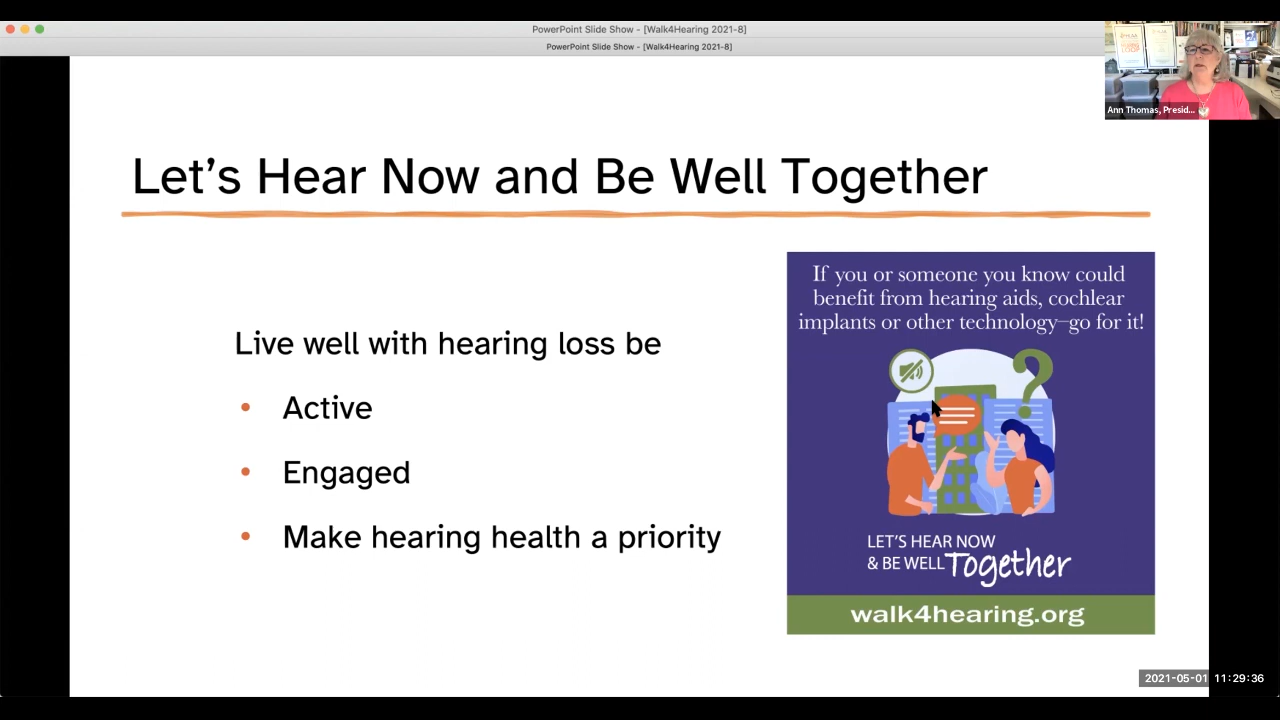 PowerPoint Slide Show - [Walk4Hearing 2021-8]
PowerPoint Slide Show - [Walk4Hearing 2021-8]
Ann Thomas, Presid...
Let's Hear Now and Be Well Together
Live well with hearing loss be
• Active
• Engaged
• Make hearing health a priority
If you or someone you know could
benefit from hearing aids, cochlear
implants or other technology–go for it!
?
LET'S HEAR NOW
& BE WELL Together
walk4hearing.org
2021-05-01 11:29:36